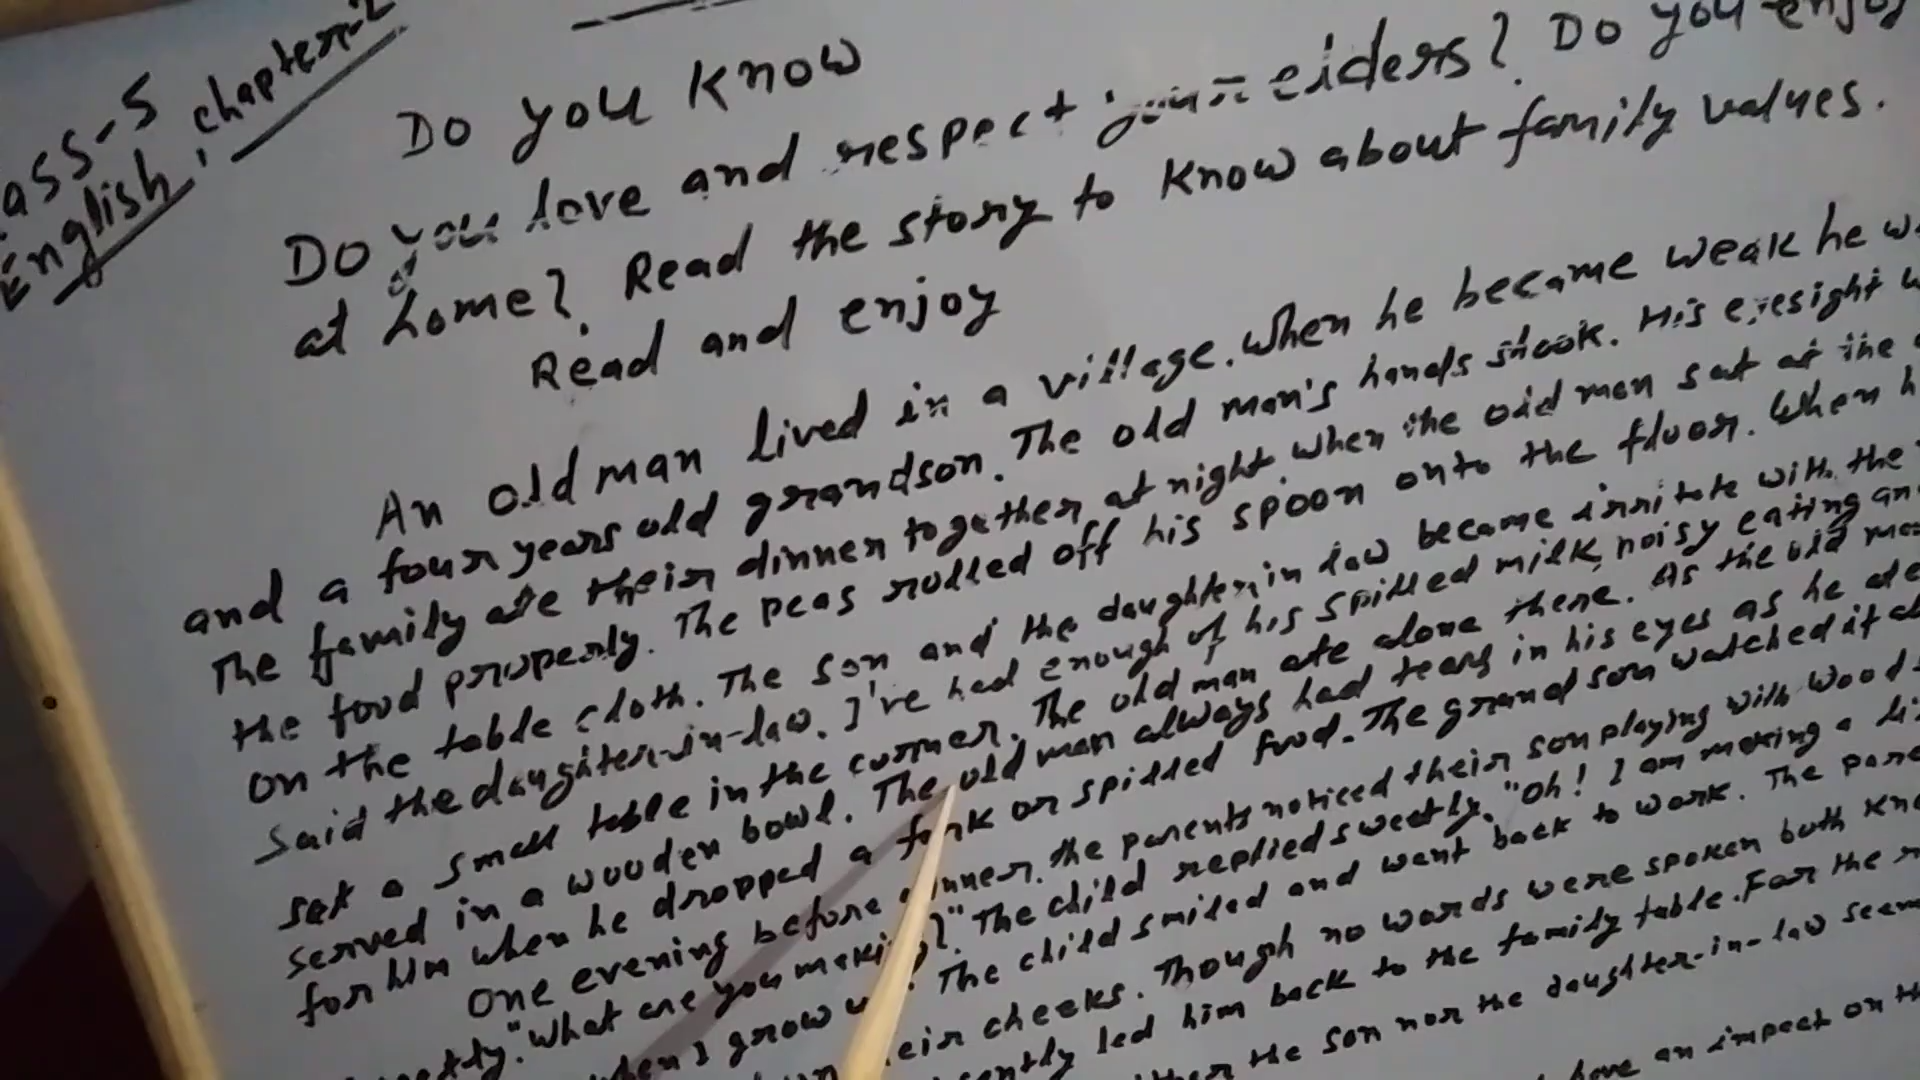 Class-5
English, chapter-2
Do you know
Do you love and respect your elders? Do you enjoy
at home? Read the story to know about family values.
Read and enjoy
An old man lived in a village. When he became weak he
and a four years old grandson. The old man's hands shook. His eyesight
The family ate their dinner together at night. When the old man sat at the
the food properly. The peas rolled off his spoon onto the floor. When
on the table cloth. The son and the daughter in law became irritate with the
said the daughter-in-law. I've had enough of his spilled milk, noisy eating
set a small table in the corner. The old man ate alone there. As the old
served in a wooden bowl. The old man always had tears in his eyes as he ate
for him when he dropped a fork or spilled food. The grand son watched it
One evening before dinner. the parents noticed their son playing with wood
"What are you making?". The child replied sweetly. "Oh! I am making a
when I grow The child smiled and went back to work. The
their cheeks. Though no words were spoken both
led him back to the family table. For the
the son nor the daughter-in-law
have an impact on